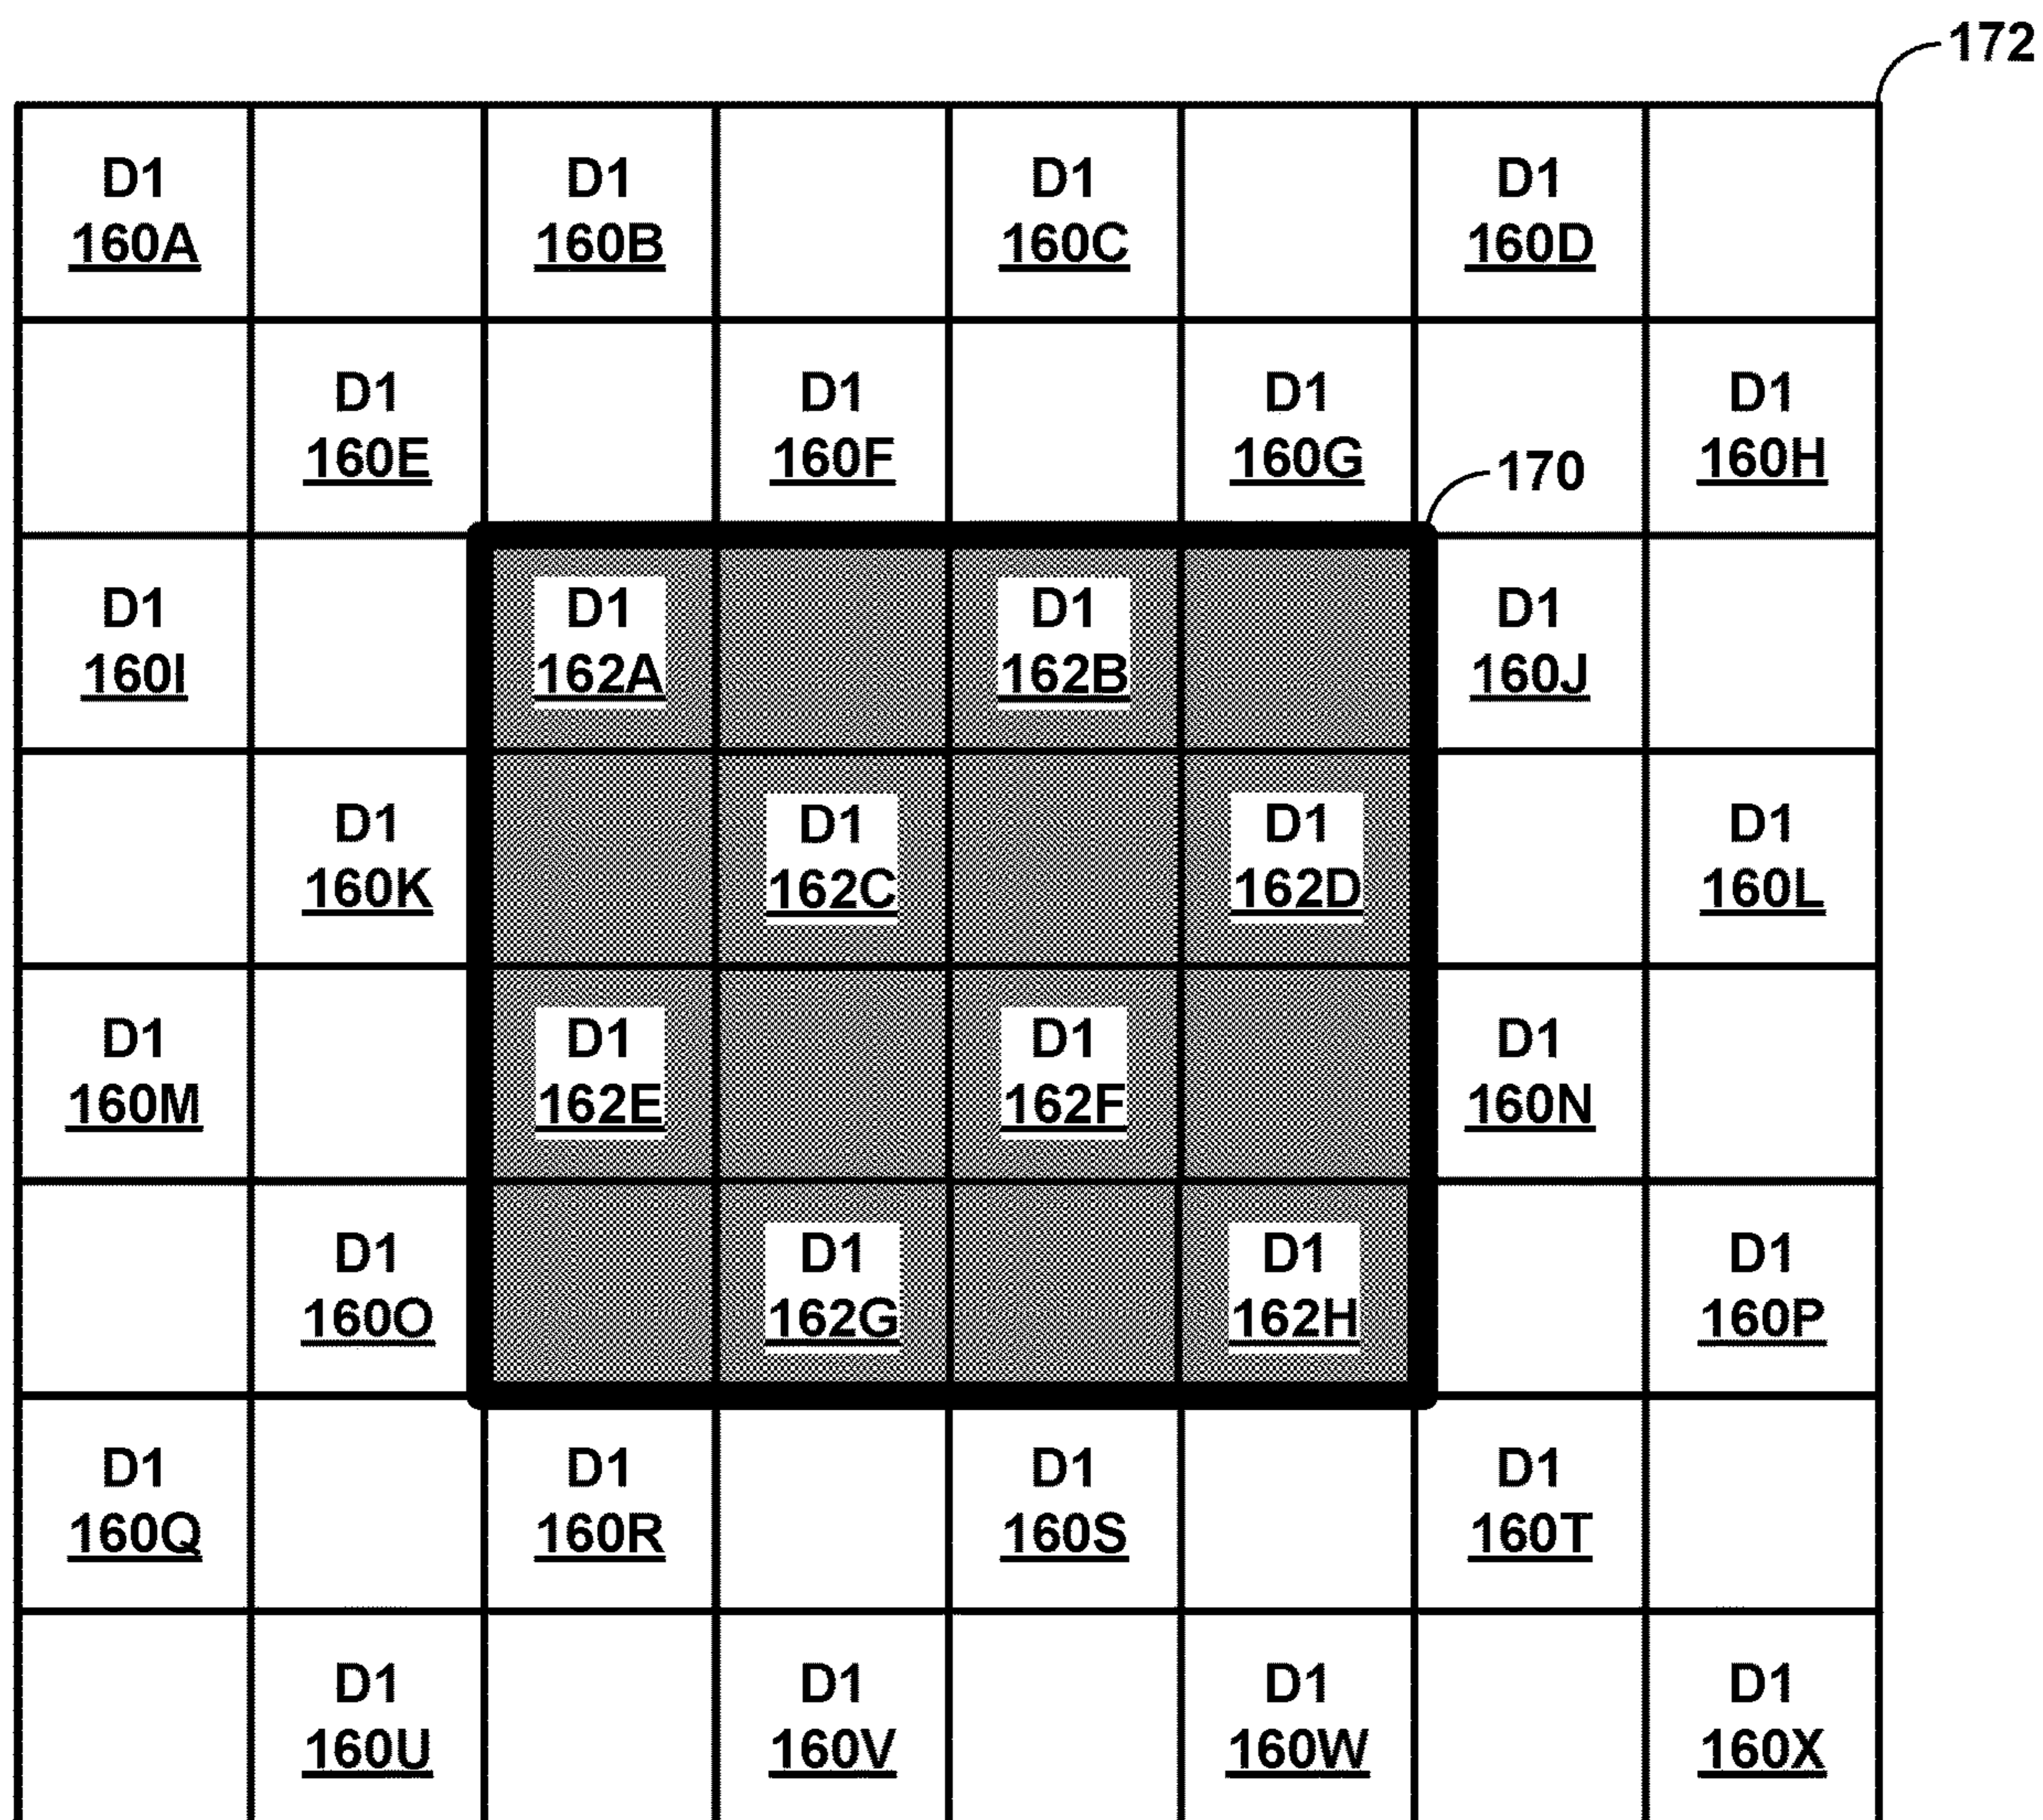 172
D1 D1 D1 D1
160A 160B 160C 160D
D1 D1 D1 D1
160E 160F 160G 160H
170
D1 D1 D1 D1
160I 162A 162B 160J
D1 D1 D1 D1
160K 162C 162D 160L
D1 D1 D1 D1
160M 162E 162F 160N
D1 D1 D1 D1
160O 162G 162H 160P
D1 D1 D1 D1
160Q 160R 160S 160T
D1 D1 D1 D1
160U 160V 160W 160X